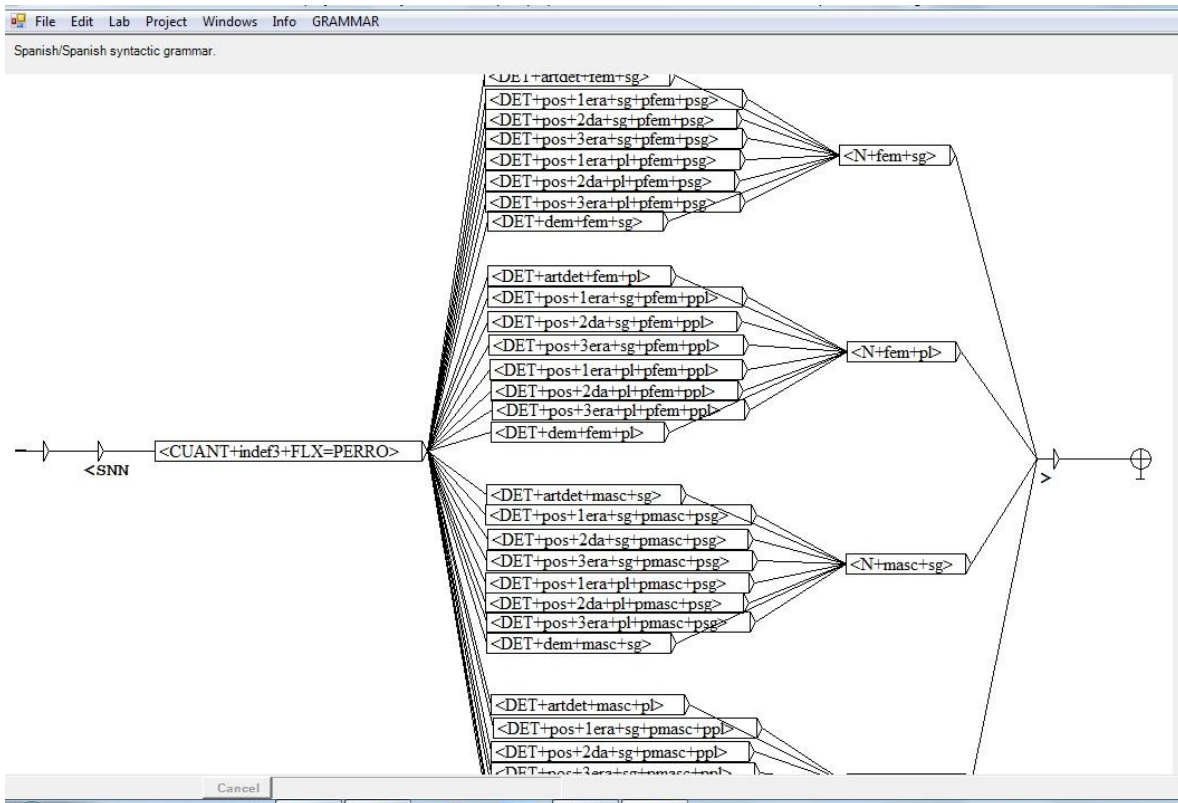 File Edit Lab Project Windows Info GRAMMAR
Spanish/Spanish syntactic grammar.
<DET+artdet+fem+sg>
<DET+pos+1era+sg+pfem+psg>
<DET+pos+2da+sg+pfem+psg>
<DET+pos+3era+sg+pfem+psg>
<DET+pos+1era+pl+pfem+psg>
<DET+pos+2da+pl+pfem+psg>
<DET+pos+3era+pl+pfem+psg>
<DET+dem+fem+sg>
<N+fem+sg>
<DET+artdet+fem+pl>
<DET+pos+1era+sg+pfem+ppl>
<DET+pos+2da+sg+pfem+ppl>
<DET+pos+3era+sg+pfem+ppl>
<DET+pos+1era+pl+pfem+ppl>
<DET+pos+2da+pl+pfem+ppl>
<DET+pos+3era+pl+pfem+ppl>
<DET+dem+fem+pl>
<N+fem+pl>
<SNN
<CUANT+indef3+FLX=PERRO>
>
<DET+artdet+masc+sg>
<DET+pos+1era+sg+pmasc+psg>
<DET+pos+2da+sg+pmasc+psg>
<DET+pos+3era+sg+pmasc+psg>
<DET+pos+1era+pl+pmasc+psg>
<DET+pos+2da+pl+pmasc+psg>
<DET+pos+3era+pl+pmasc+psg>
<DET+dem+masc+sg>
<N+masc+sg>
<DET+artdet+masc+pl>
<DET+pos+1era+sg+pmasc+ppl>
<DET+pos+2da+sg+pmasc+ppl>
<DET+pos+3era+sg+pmasc+ppl>
Cancel